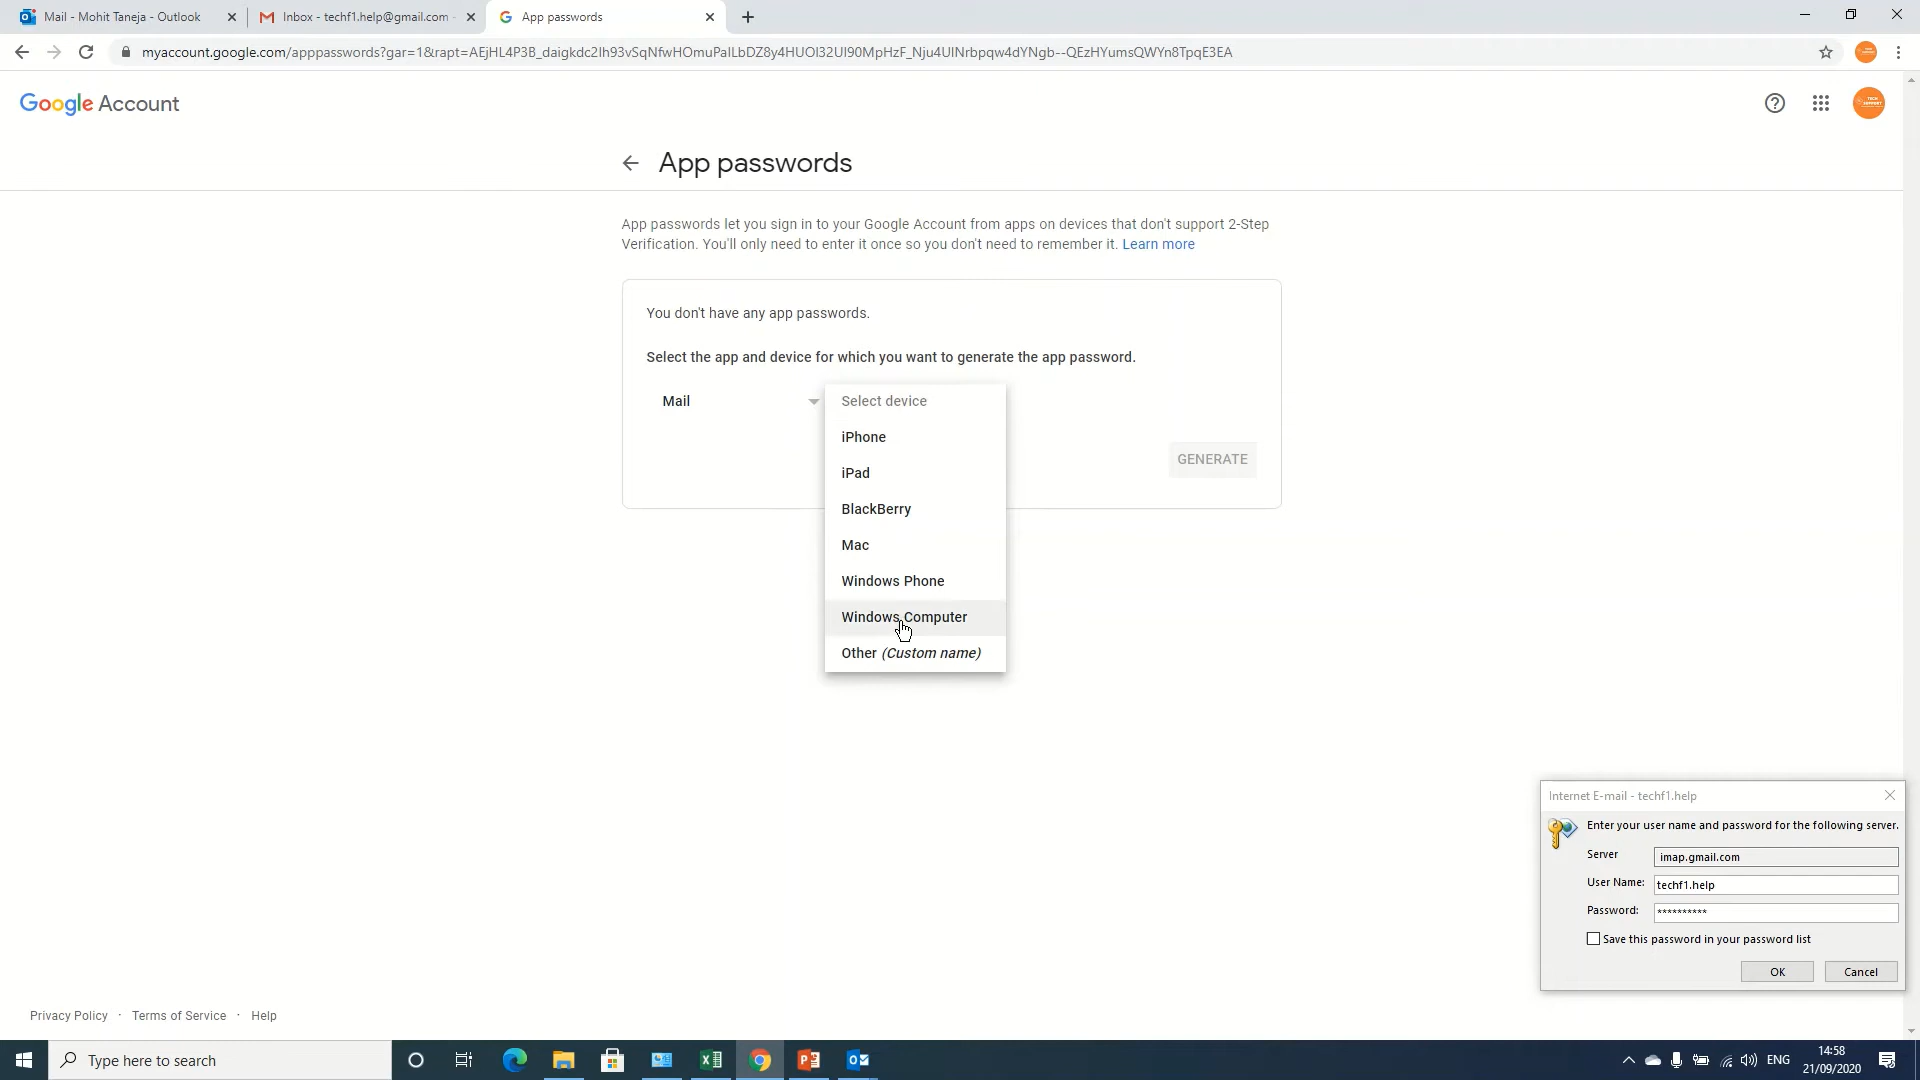 Mail - Mohit Taneja - Outlook
Inbox - techf1.help@gmail.com -
App passwords
myaccount.google.com/apppasswords?gar=1&rapt=AEjHL4P3B_daigkdc2Ih93vSqNfwHOmuPaILbDZ8y4HUOl32UI90MpHzF_Nju4UINrbpqw4dYNgb--QEzHYumsQWYn8TpqE3EA
Google Account
TECH SUPPORT
App passwords
App passwords let you sign in to your Google Account from apps on devices that don't support 2-Step
Verification. You'll only need to enter it once so you don't need to remember it. Learn more
You don't have any app passwords.
Select the app and device for which you want to generate the app password.
Mail
Select device
iPhone
iPad
BlackBerry
Mac
Windows Phone
Windows Computer
Other (Custom name)
GENERATE
Internet E-mail - techf1.help
Enter your user name and password for the following server.
Server
imap.gmail.com
User Name:
techf1.help
Password:
**********
Save this password in your password list
OK
Cancel
Privacy Policy · Terms of Service · Help
Type here to search
ENG
14:58
21/09/2020